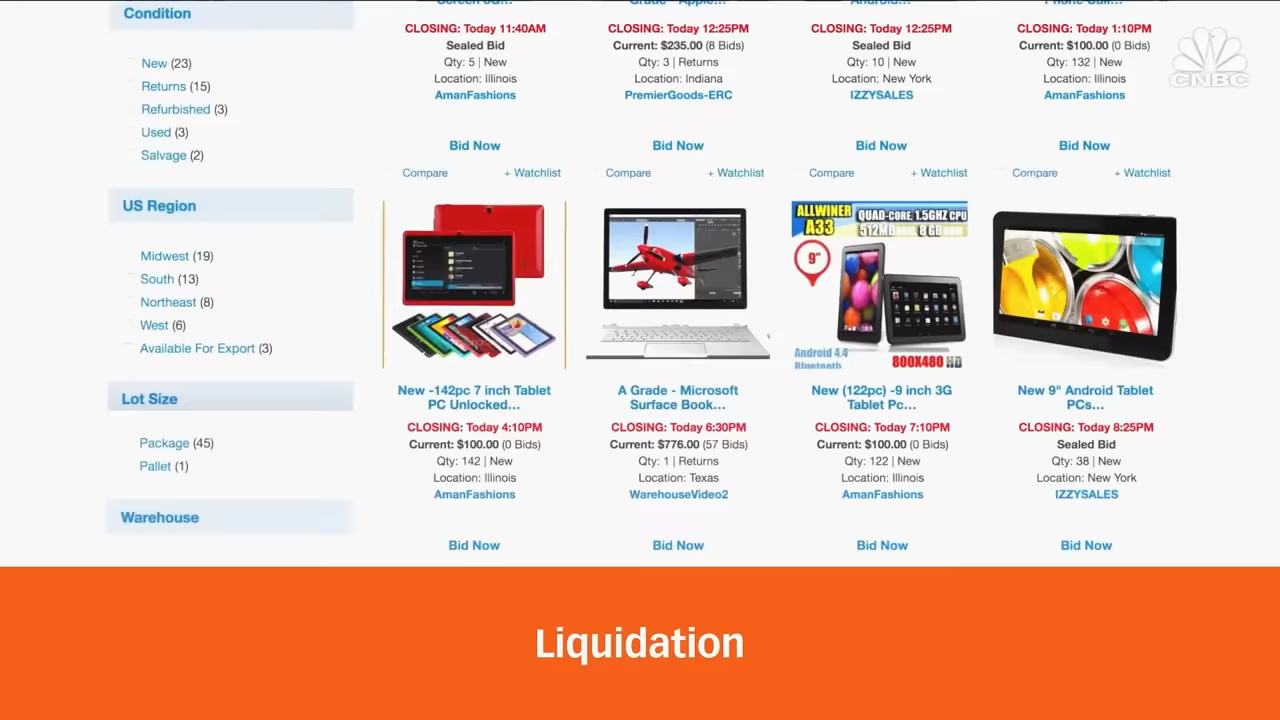 Condition
New (23)
Returns (15)
Refurbished (3)
Used (3)
Salvage (2)
US Region
Midwest (19)
South (13)
Northeast (8)
West (6)
Available For Export (3)
Lot Size
Package (45)
Pallet (1)
Warehouse
CLOSING: Today 11:40AM
Sealed Bid
Qty: 5 | New
Location: Illinois
AmanFashions
Bid Now
Compare + Watchlist
CLOSING: Today 12:25PM
Current: $235.00 (8 Bids)
Qty: 3 | Returns
Location: Indiana
PremierGoods-ERC
Bid Now
Compare + Watchlist
CLOSING: Today 12:25PM
Sealed Bid
Qty: 10 | New
Location: New York
IZZYSALES
Bid Now
Compare + Watchlist
CLOSING: Today 1:10PM
Current: $100.00 (0 Bids)
Qty: 132 | New
Location: Illinois
AmanFashions
Bid Now
Compare + Watchlist
CNBC
New -142pc 7 inch Tablet
PC Unlocked...
CLOSING: Today 4:10PM
Current: $100.00 (0 Bids)
Qty: 142 | New
Location: Illinois
AmanFashions
Bid Now
A Grade - Microsoft
Surface Book...
CLOSING: Today 6:30PM
Current: $776.00 (57 Bids)
Qty: 1 | Returns
Location: Texas
WarehouseVideo2
Bid Now
ALLWINER QUAD-CORE, 1.5GHZ CPU
A33 512MB 8 GB
9"
Android 4.4
Bluetooth
800X480 HD
New (122pc) -9 inch 3G
Tablet Pc...
CLOSING: Today 7:10PM
Current: $100.00 (0 Bids)
Qty: 122 | New
Location: Illinois
AmanFashions
Bid Now
New 9" Android Tablet
PCs...
CLOSING: Today 8:25PM
Sealed Bid
Qty: 38 | New
Location: New York
IZZYSALES
Bid Now
Liquidation